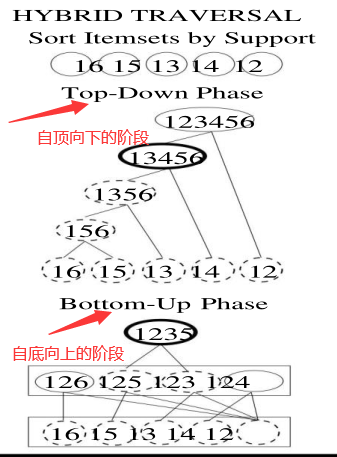 HYBRID TRAVERSAL
Sort Itemsets by Support
16 15 13 14 12
Top-Down Phase
自顶向下的阶段
123456
13456
1356
156
16 15 13 14 12
Bottom-Up Phase
自底向上的阶段
1235
126 125 123 124
16 15 13 14 12